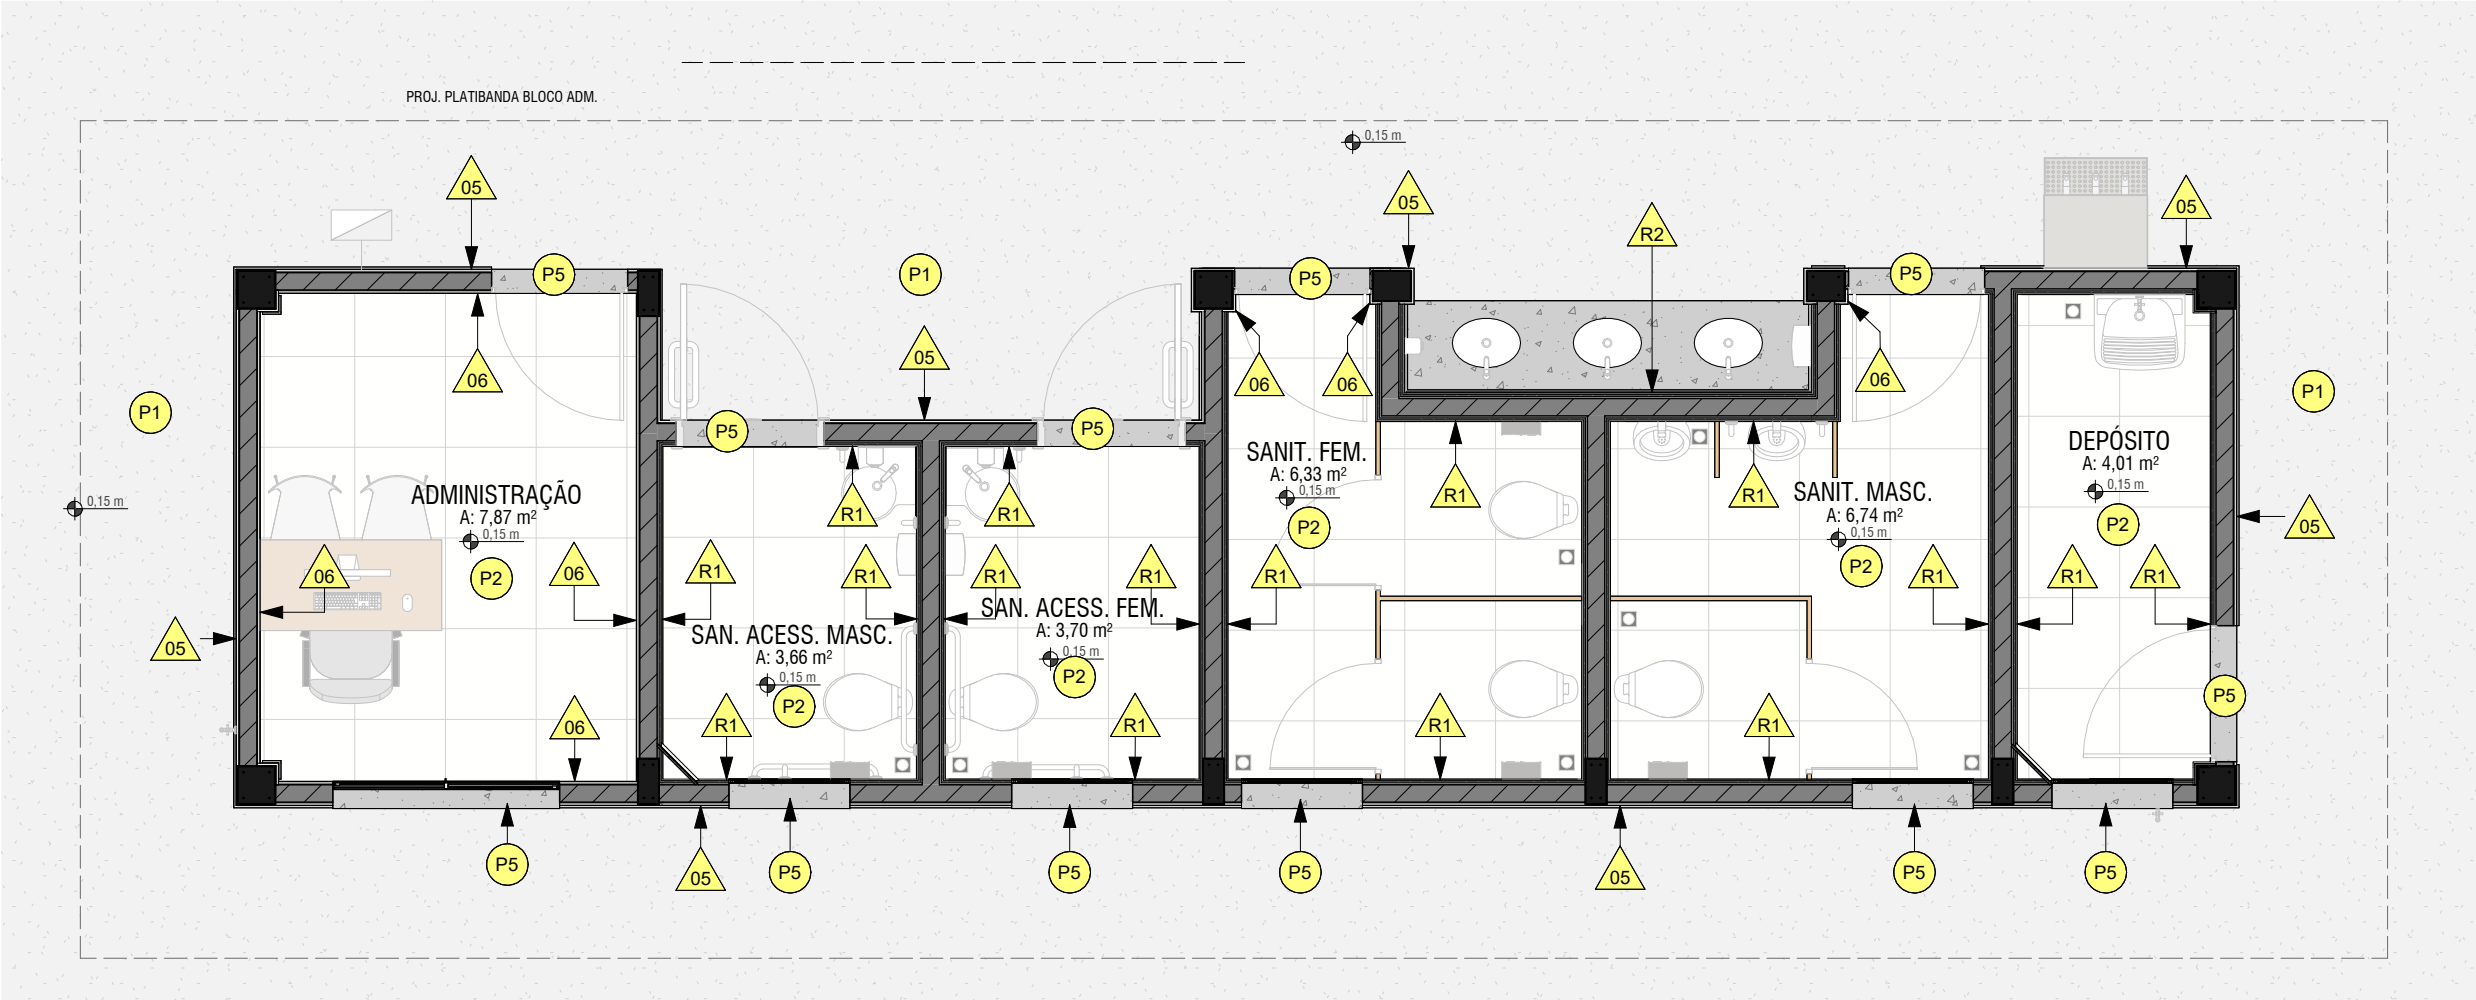 PROJ. PLATIBANDA BLOCO ADM.
0,15 m
05
05
05
R2
P5
P1
P5
P5
05
06
06
06
06
P1
P1
P5
P5
05
ADMINISTRAÇÃO
A: 7,87 m²
0,15 m
P2
06
06
06
05
0,15 m
R1
R1
R1
R1
SAN. ACESS. MASC.
A: 3,66 m²
0,15 m
P2
R1
R1
R1
SAN. ACESS. FEM.
A: 3,70 m²
0,15 m
P2
R1
SANIT. FEM.
A: 6,33 m²
0,15 m
P2
R1
R1
R1
R1
SANIT. MASC.
A: 6,74 m²
0,15 m
P2
R1
R1
DEPÓSITO
A: 4,01 m²
0,15 m
P2
R1
R1
05
P5
P5
05
P5
P5
P5
05
P5
P5